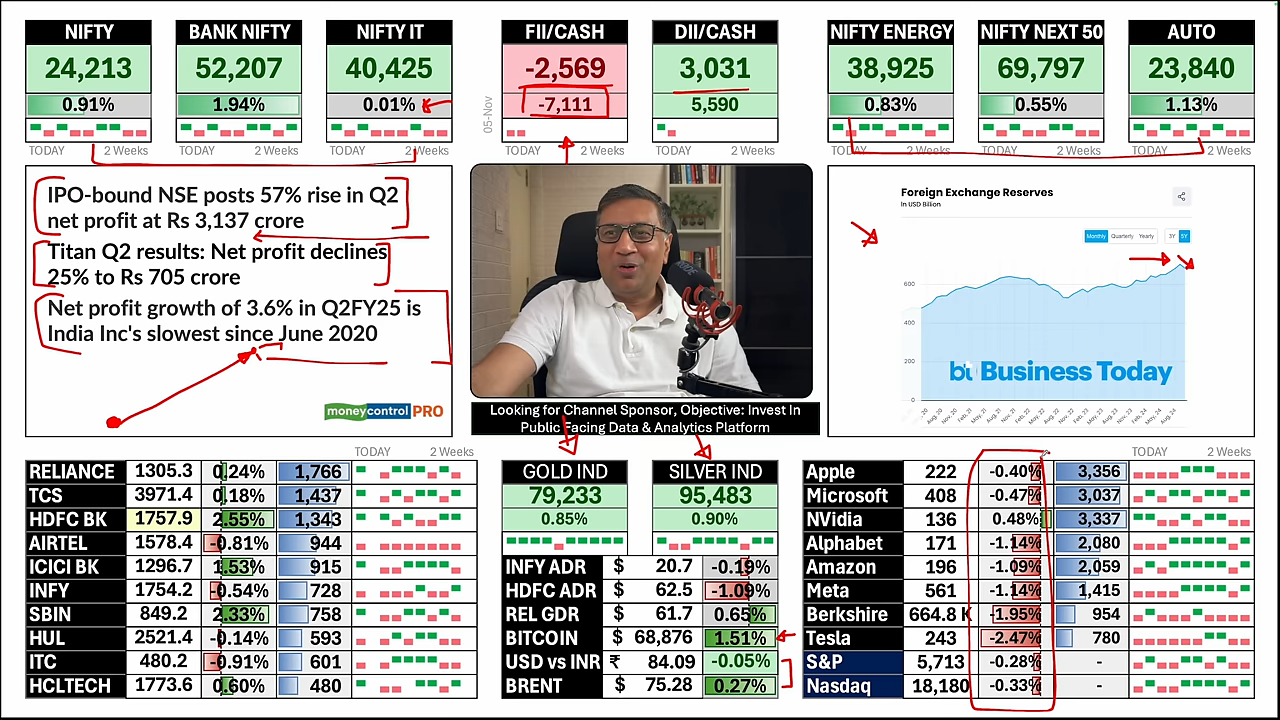 NIFTY
24,213
0.91%
TODAY 2 Weeks
BANK NIFTY
52,207
1.94%
NIFTY IT
40,425
0.01%
TODAY 2 Weeks
05-Nov
FII/CASH
-2,569
-7,111
TODAY 2 Weeks
DII/CASH
3,031
5,590
TODAY 2 Weeks
NIFTY ENERGY
38,925
0.83%
TODAY 2 Weeks
NIFTY NEXT 50
69,797
0.55%
TODAY 2 Weeks
AUTO
23,840
1.13%
TODAY 2 Weeks
IPO-bound NSE posts 57% rise in Q2
net profit at Rs 3,137 crore
Titan Q2 results: Net profit declines
25% to Rs 705 crore
Net profit growth of 3.6% in Q2FY25 is
India Inc's slowest since June 2020
moneycontrol PRO
Looking for Channel Sponsor, Objective: Invest In
Public Facing Data & Analytics Platform
Foreign Exchange Reserves
In USD Billion
Monthly Quarterly Yearly 3Y 5Y
600
400
200
0
bt Business Today
TODAY 2 Weeks
RELIANCE 1305.3 0.24% 1,766
TCS 3971.4 0.18% 1,437
HDFC BK 1757.9 2.55% 1,343
AIRTEL 1578.4 -0.81% 944
ICICI BK 1296.7 1.53% 915
INFY 1754.2 -0.54% 728
SBIN 849.2 2.33% 758
HUL 2521.4 -0.14% 593
ITC 480.2 -0.91% 601
HCLTECH 1773.6 0.60% 480
GOLD IND
79,233
0.85%
SILVER IND
95,483
0.90%
INFY ADR $ 20.7 -0.19%
HDFC ADR $ 62.5 -1.09%
REL GDR $ 61.7 0.65%
BITCOIN $ 68,876 1.51%
USD vs INR ₹ 84.09 -0.05%
BRENT $ 75.28 0.27%
TODAY 2 Weeks
Apple 222 -0.40% 3,356
Microsoft 408 -0.47% 3,037
NVidia 136 0.48% 3,337
Alphabet 171 -1.14% 2,080
Amazon 196 -1.09% 2,059
Meta 561 -1.14% 1,415
Berkshire 664.8 K -1.95% 954
Tesla 243 -2.47% 780
S&P 5,713 -0.28% -
Nasdaq 18,180 -0.33% -